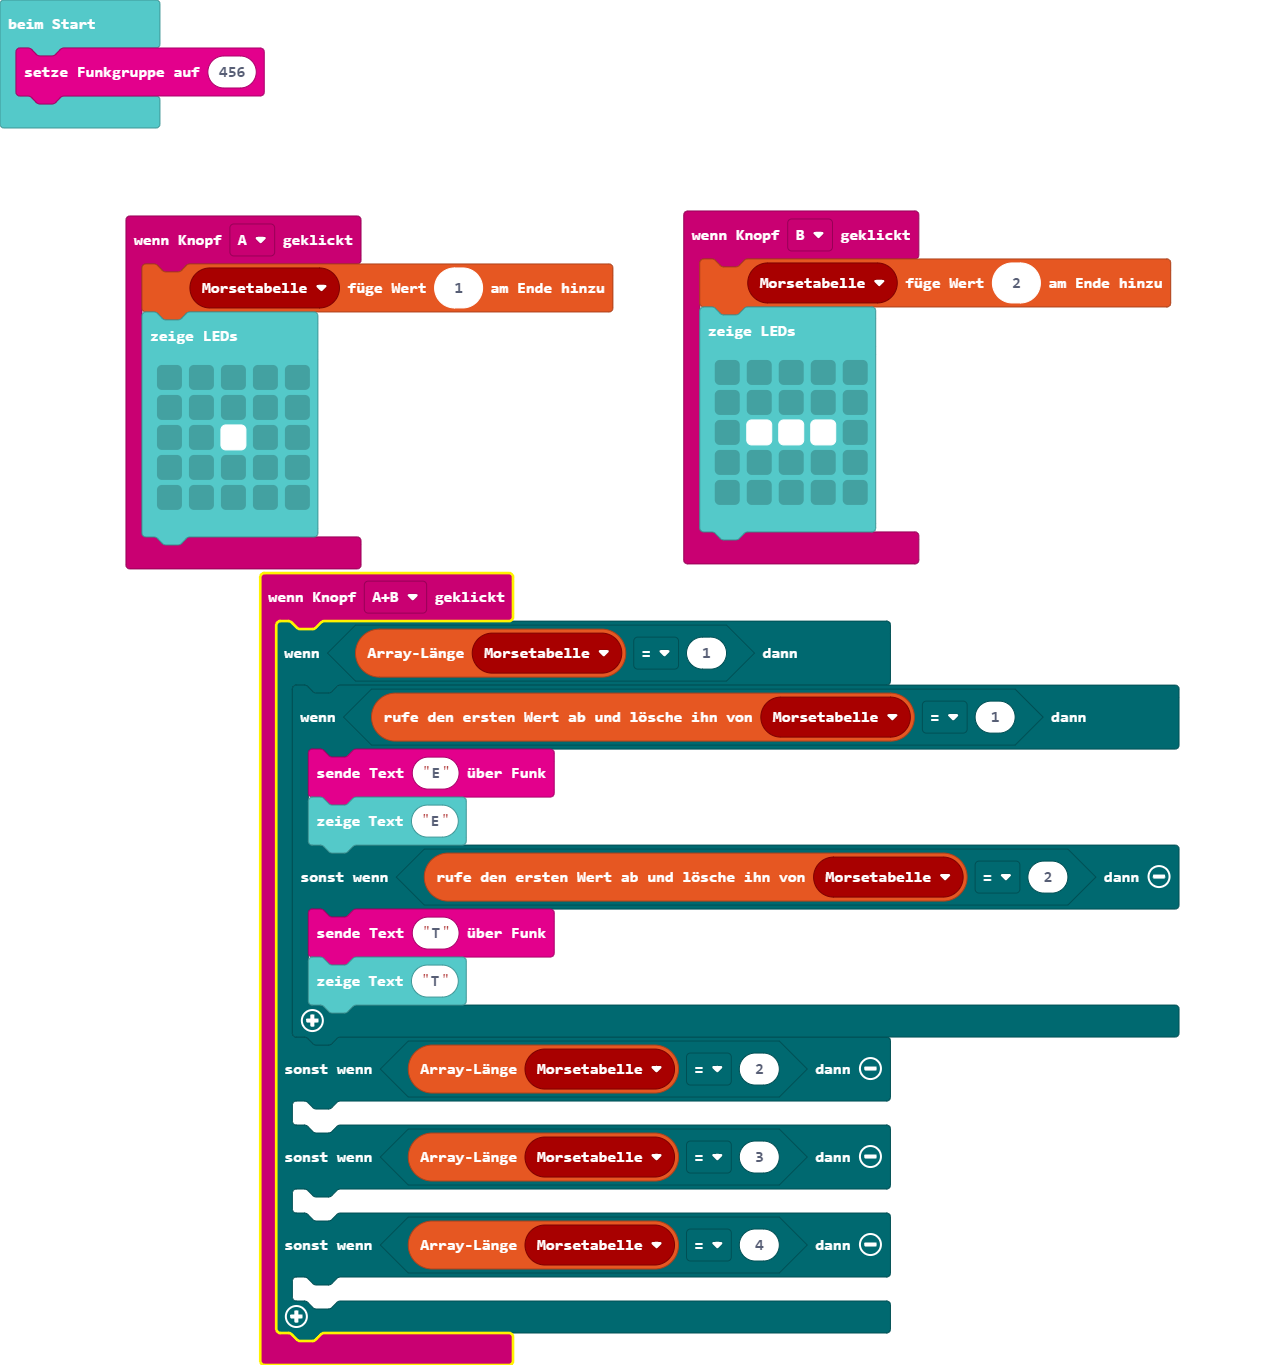 beim Start
setze Funkgruppe auf 456
wenn Knopf A geklickt
Morsetabelle füge Wert 1 am Ende hinzu
zeige LEDs
wenn Knopf B geklickt
Morsetabelle füge Wert 2 am Ende hinzu
zeige LEDs
wenn Knopf A+B geklickt
wenn Array-Länge Morsetabelle = 1 dann
wenn rufe den ersten Wert ab und lösche ihn von Morsetabelle = 1 dann
sende Text "E" über Funk
zeige Text "E"
sonst wenn rufe den ersten Wert ab und lösche ihn von Morsetabelle = 2 dann
sende Text "T" über Funk
zeige Text "T"
sonst wenn Array-Länge Morsetabelle = 2 dann
sonst wenn Array-Länge Morsetabelle = 3 dann
sonst wenn Array-Länge Morsetabelle = 4 dann